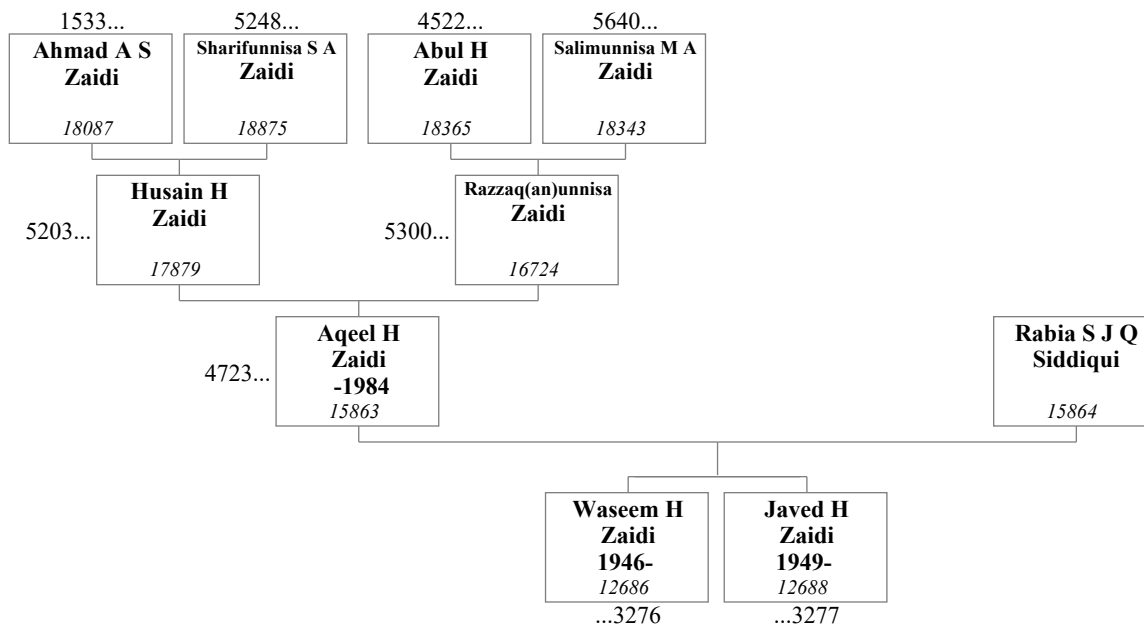 1533...
5248...
4522...
5640...
Ahmad A S
Zaidi
18087
Sharifunnisa S A
Zaidi
18875
Abul H
Zaidi
18365
Salimunnisa M A
Zaidi
18343
5203...
Husain H
Zaidi
17879
5300...
Razzaq(an)unnisa
Zaidi
16724
4723...
Aqeel H
Zaidi
-1984
15863
Rabia S J Q
Siddiqui
15864
Waseem H
Zaidi
1946-
12686
...3276
Javed H
Zaidi
1949-
12688
...3277